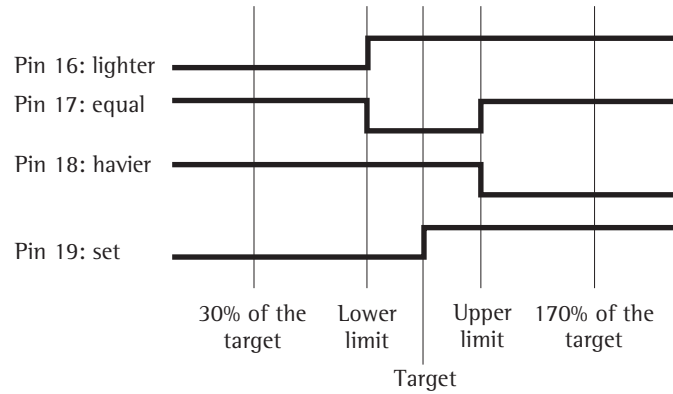 Pin 16: lighter
Pin 17: equal
Pin 18: havier
Pin 19: set
30% of the
target
Lower
limit
Target
Upper
limit
170% of the
target